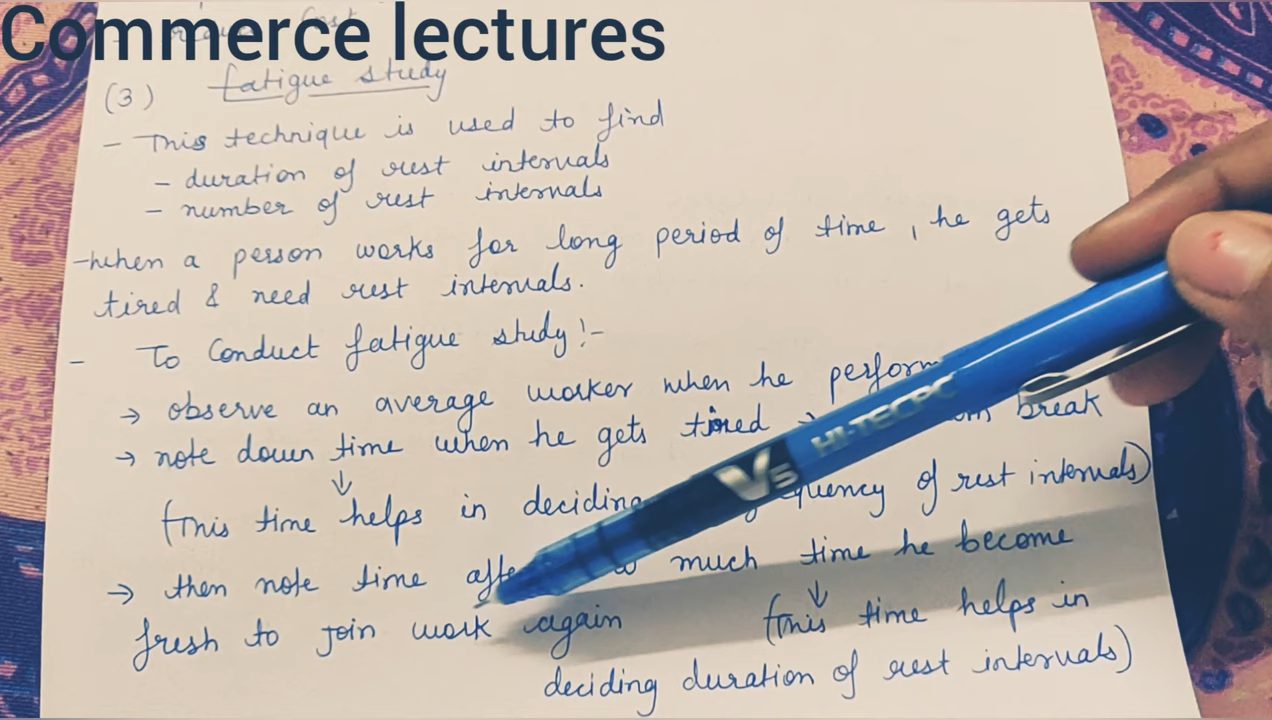 Commerce lectures
(3) fatigue study
- This technique is used to find
- duration of rest intervals
- number of rest intervals
- When a person works for long period of time, he gets
tired & need rest intervals.
- To Conduct fatigue study :-
→ observe an average worker when he perform
→ note down time when he gets tired → break
↓
(This time helps in deciding of rest intervals)
→ then note time much time he become
fresh to join work again
↓
(This time helps in
deciding duration of rest intervals)
HI-TECPC
V5